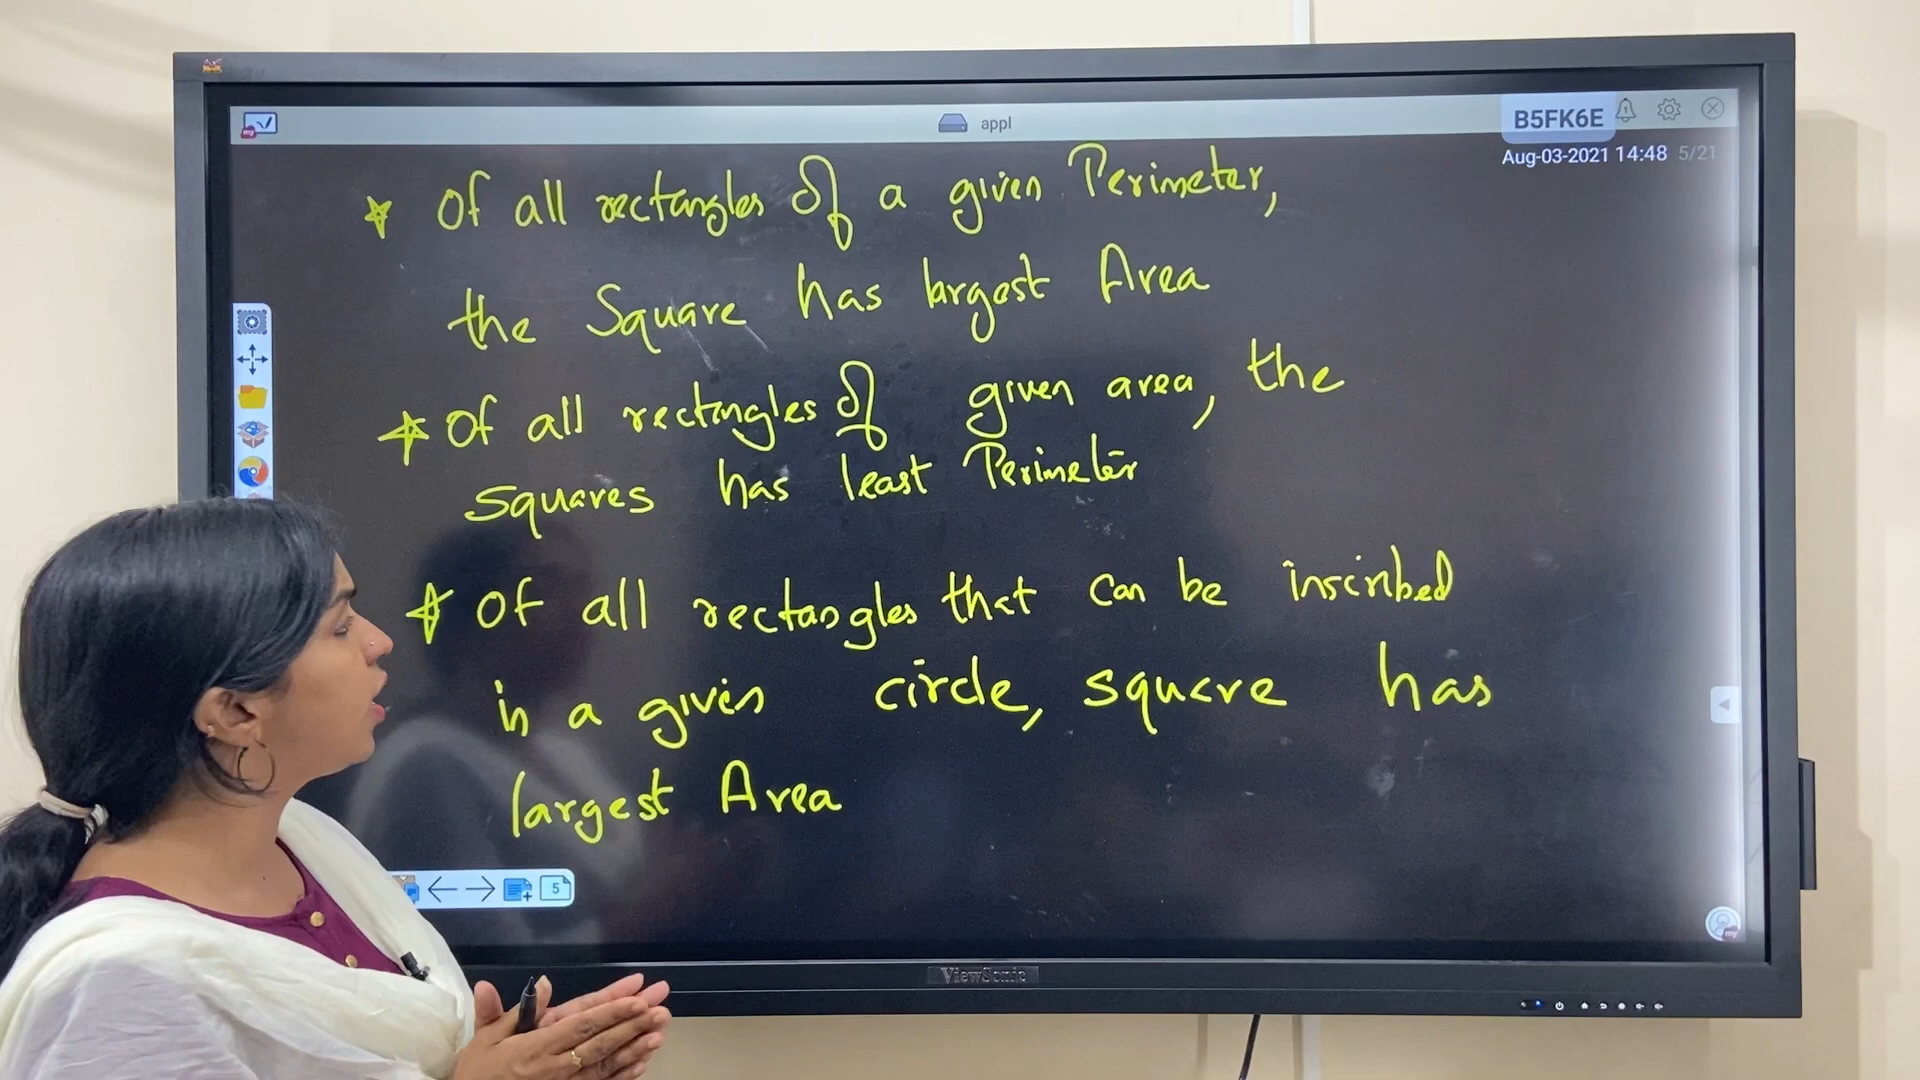 appl
B5FK6E
Aug-03-2021 14:48 5/21
Of all rectangles of a given Perimeter,
the Square has largest Area
Of all rectangles of given area, the
squares has least Perimeter
Of all rectangles that can be inscribed
in a given circle, square has
largest Area
5
ViewSonic